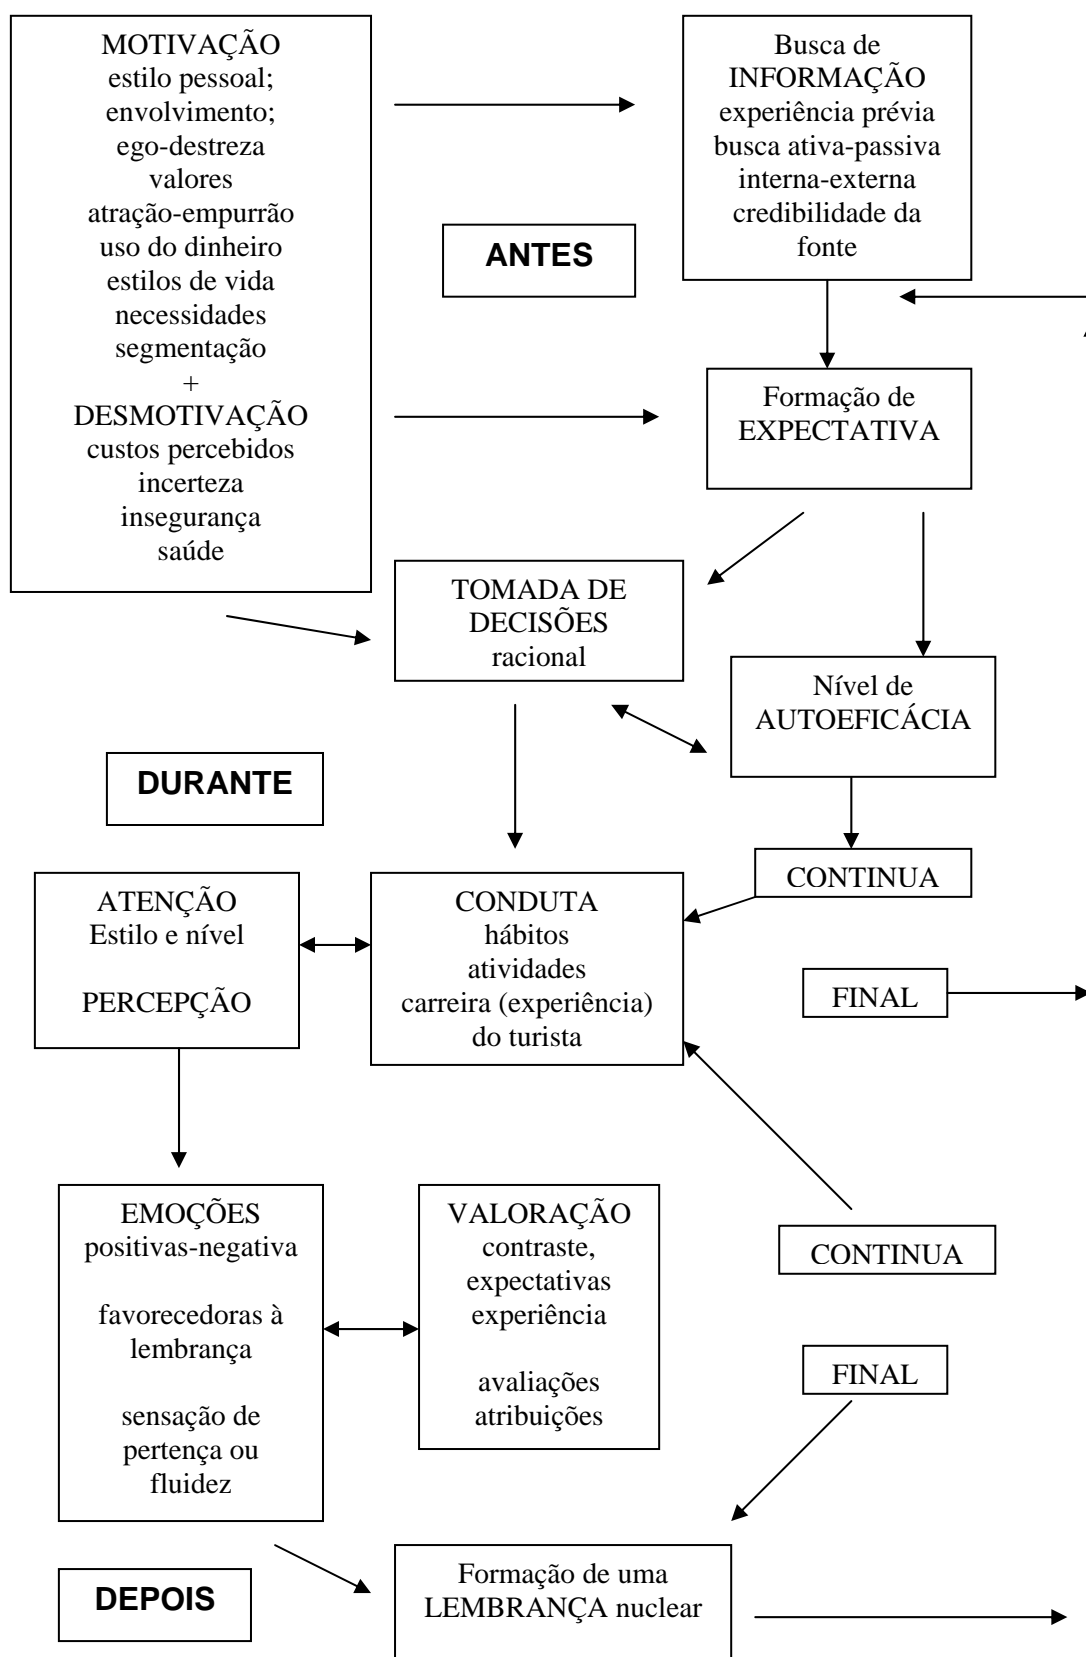 MOTIVAÇÃO
estilo pessoal;
envolvimento;
ego-destreza
valores
atração-empurrão
uso do dinheiro
estilos de vida
necessidades
segmentação
+
DESMOTIVAÇÃO
custos percebidos
incerteza
insegurança
saúde
Busca de
INFORMAÇÃO
experiência prévia
busca ativa-passiva
interna-externa
credibilidade da
fonte
ANTES
Formação de
EXPECTATIVA
TOMADA DE
DECISÕES
racional
Nível de
AUTOEFICÁCIA
DURANTE
CONTINUA
ATENÇÃO
Estilo e nível
PERCEPÇÃO
CONDUTA
hábitos
atividades
carreira (experiência)
do turista
FINAL
EMOÇÕES
positivas-negativa
favorecedoras à
lembrança
sensação de
pertença ou
fluidez
VALORAÇÃO
contraste,
expectativas
experiência
avaliações
atribuições
CONTINUA
FINAL
DEPOIS
Formação de uma
LEMBRANÇA nuclear